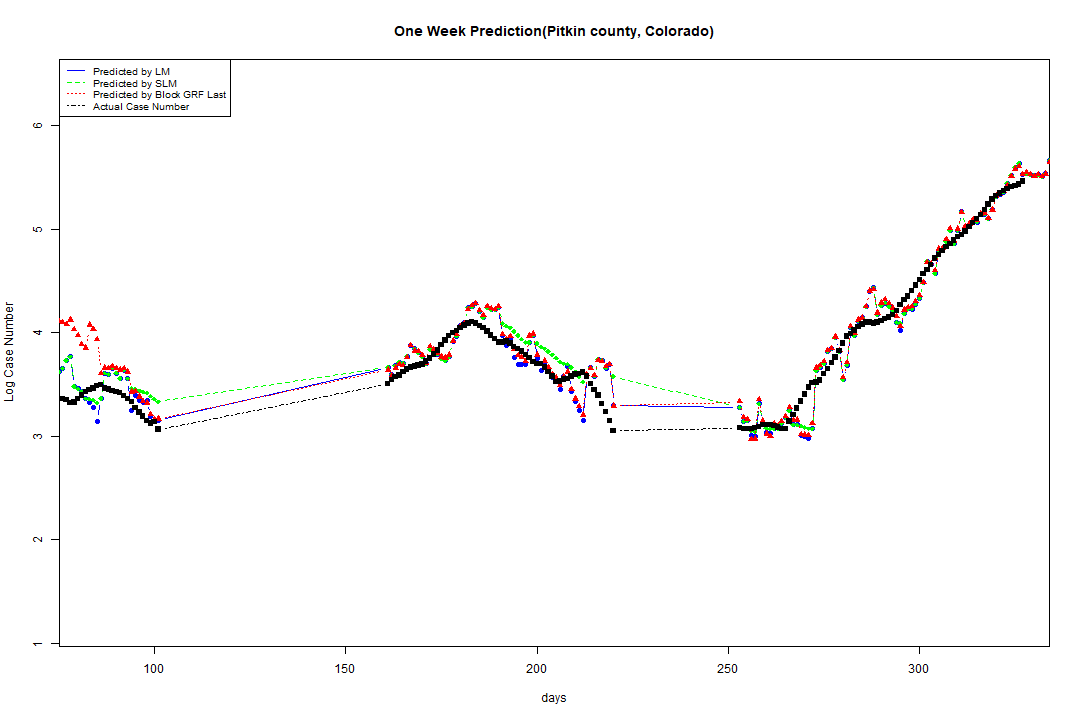 One Week Prediction(Pitkin county, Colorado)
Predicted by LM
Predicted by SLM
Predicted by Block GRF Last
Actual Case Number
Log Case Number
6
5
4
3
2
1
100 150 200 250 300
days